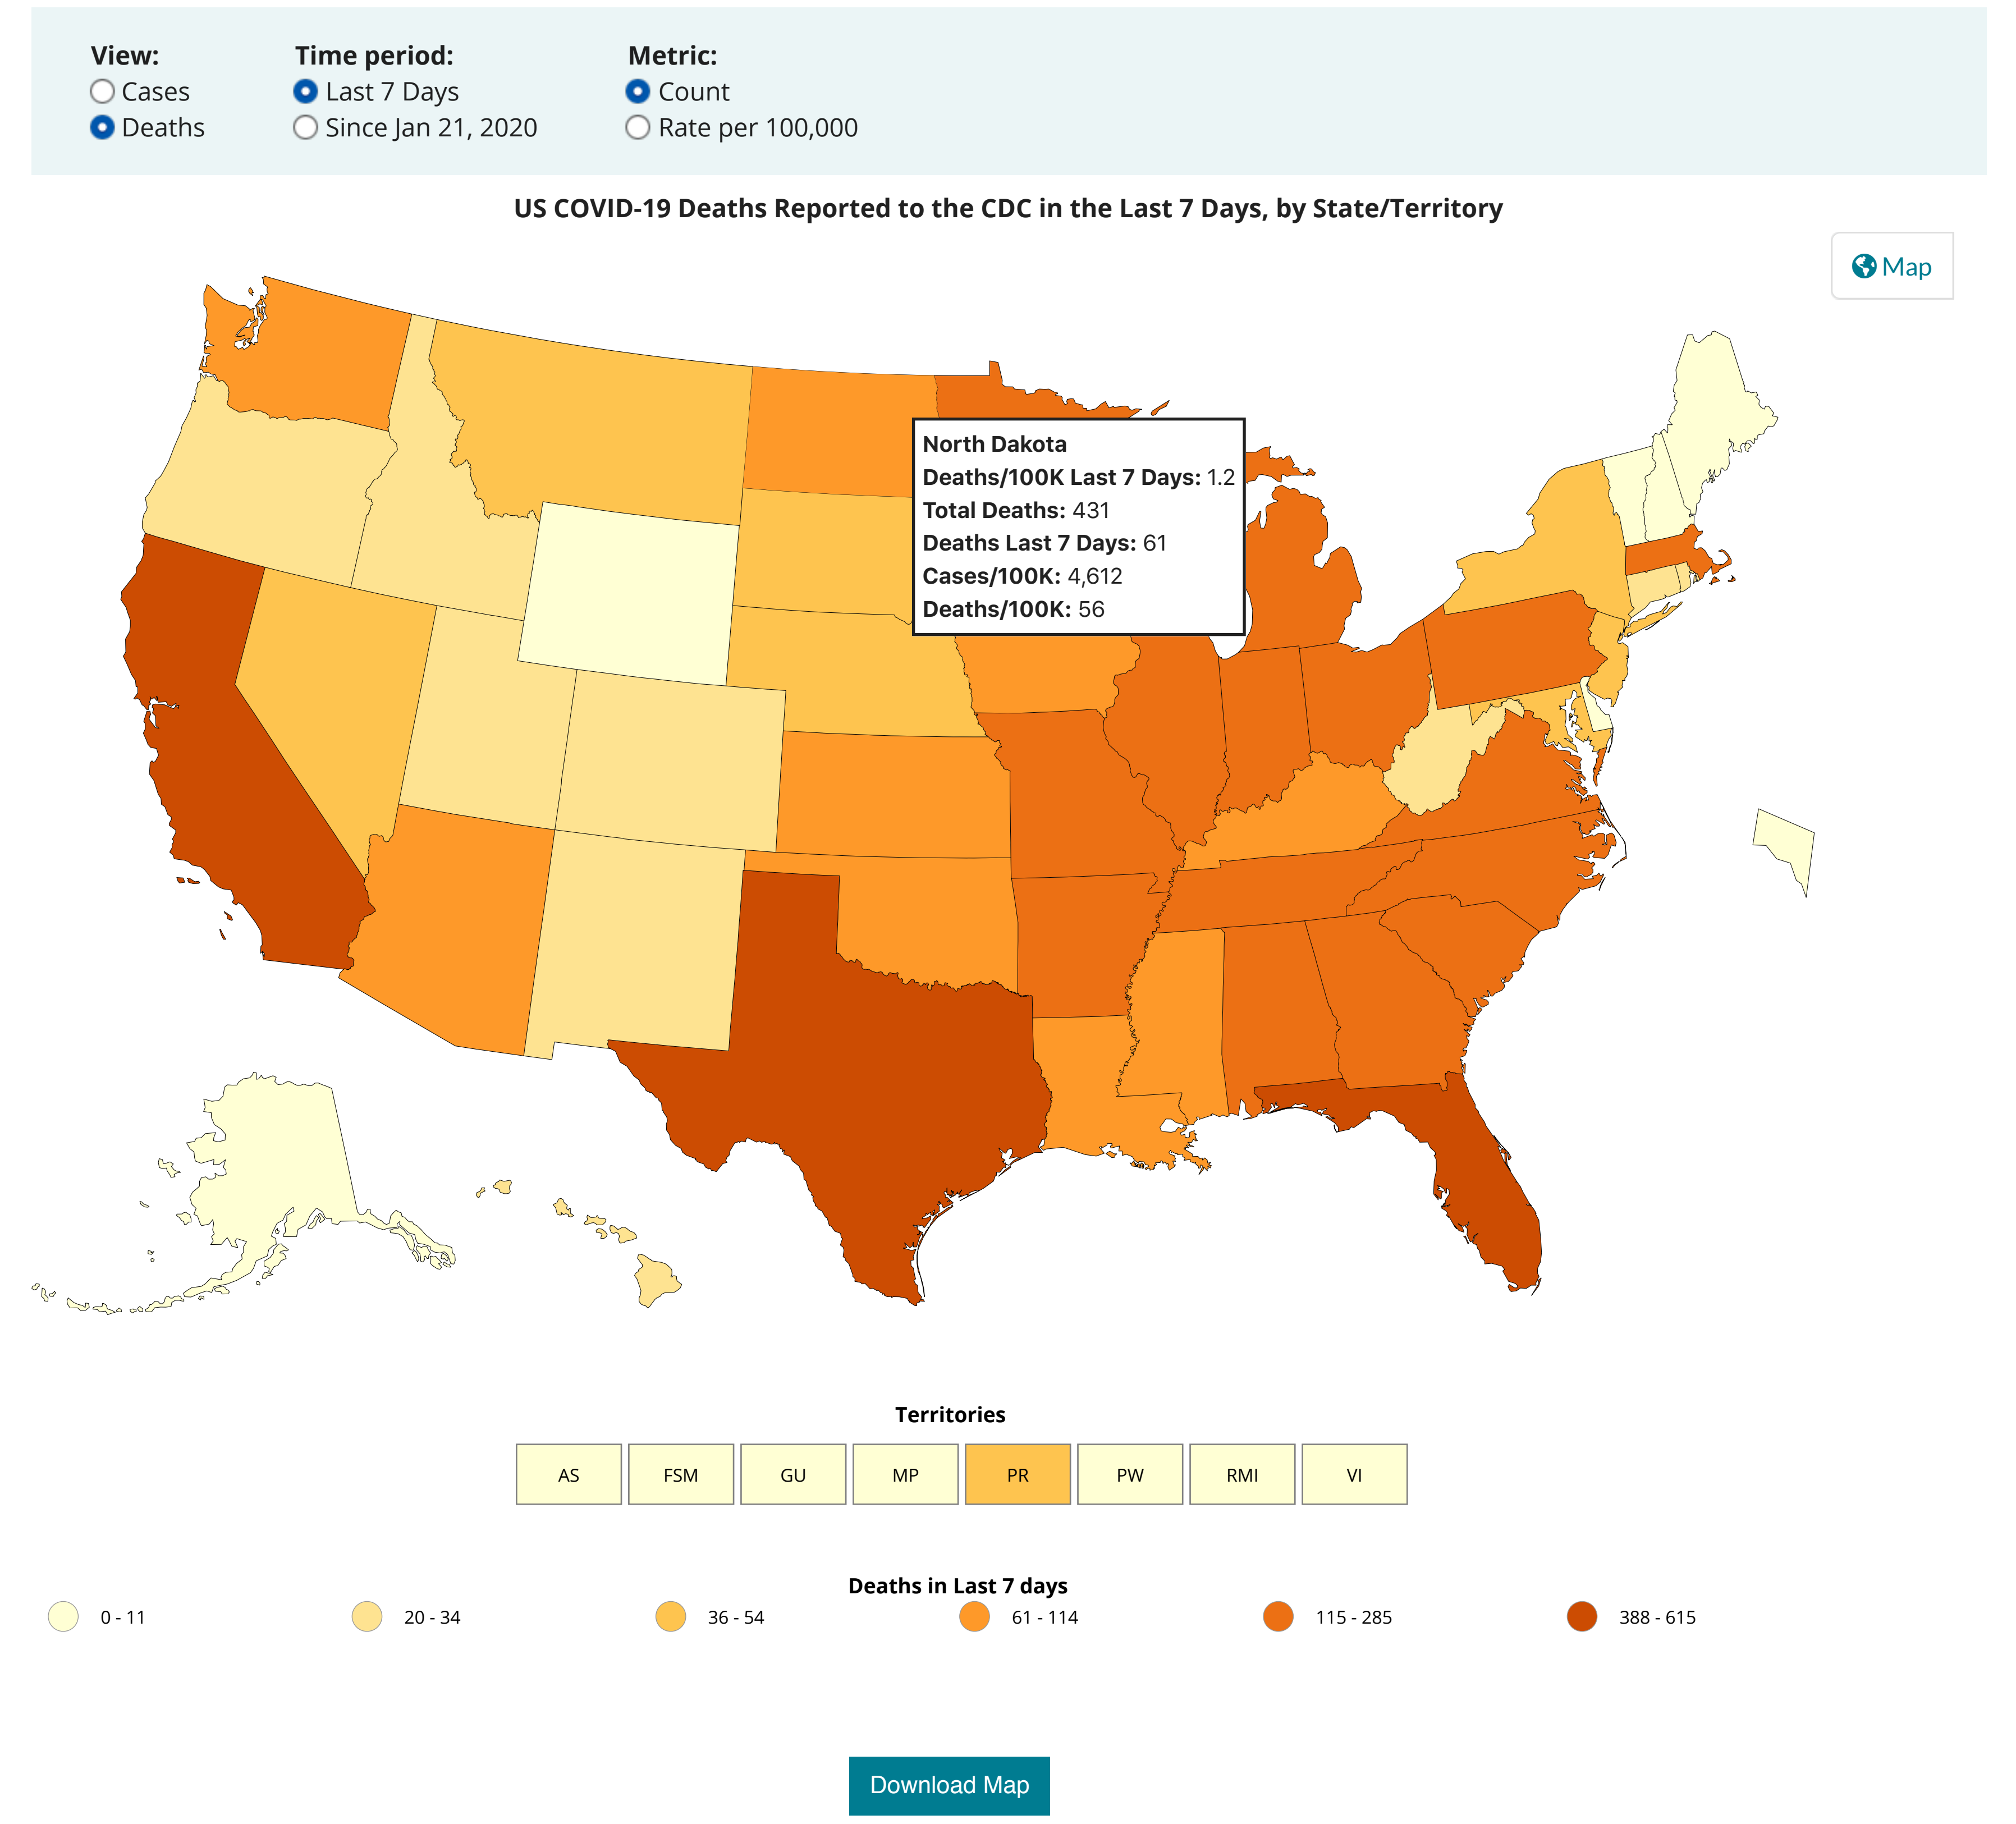 View:
Cases
Deaths
Time period:
Last 7 Days
Since Jan 21, 2020
Metric:
Count
Rate per 100,000
US COVID-19 Deaths Reported to the CDC in the Last 7 Days, by State/Territory
Map
North Dakota
Deaths/100K Last 7 Days: 1.2
Total Deaths: 431
Deaths Last 7 Days: 61
Cases/100K: 4,612
Deaths/100K: 56
Territories
AS FSM GU MP PR PW RMI VI
Deaths in Last 7 days
0 - 11 20 - 34 36 - 54 61 - 114 115 - 285 388 - 615
Download Map